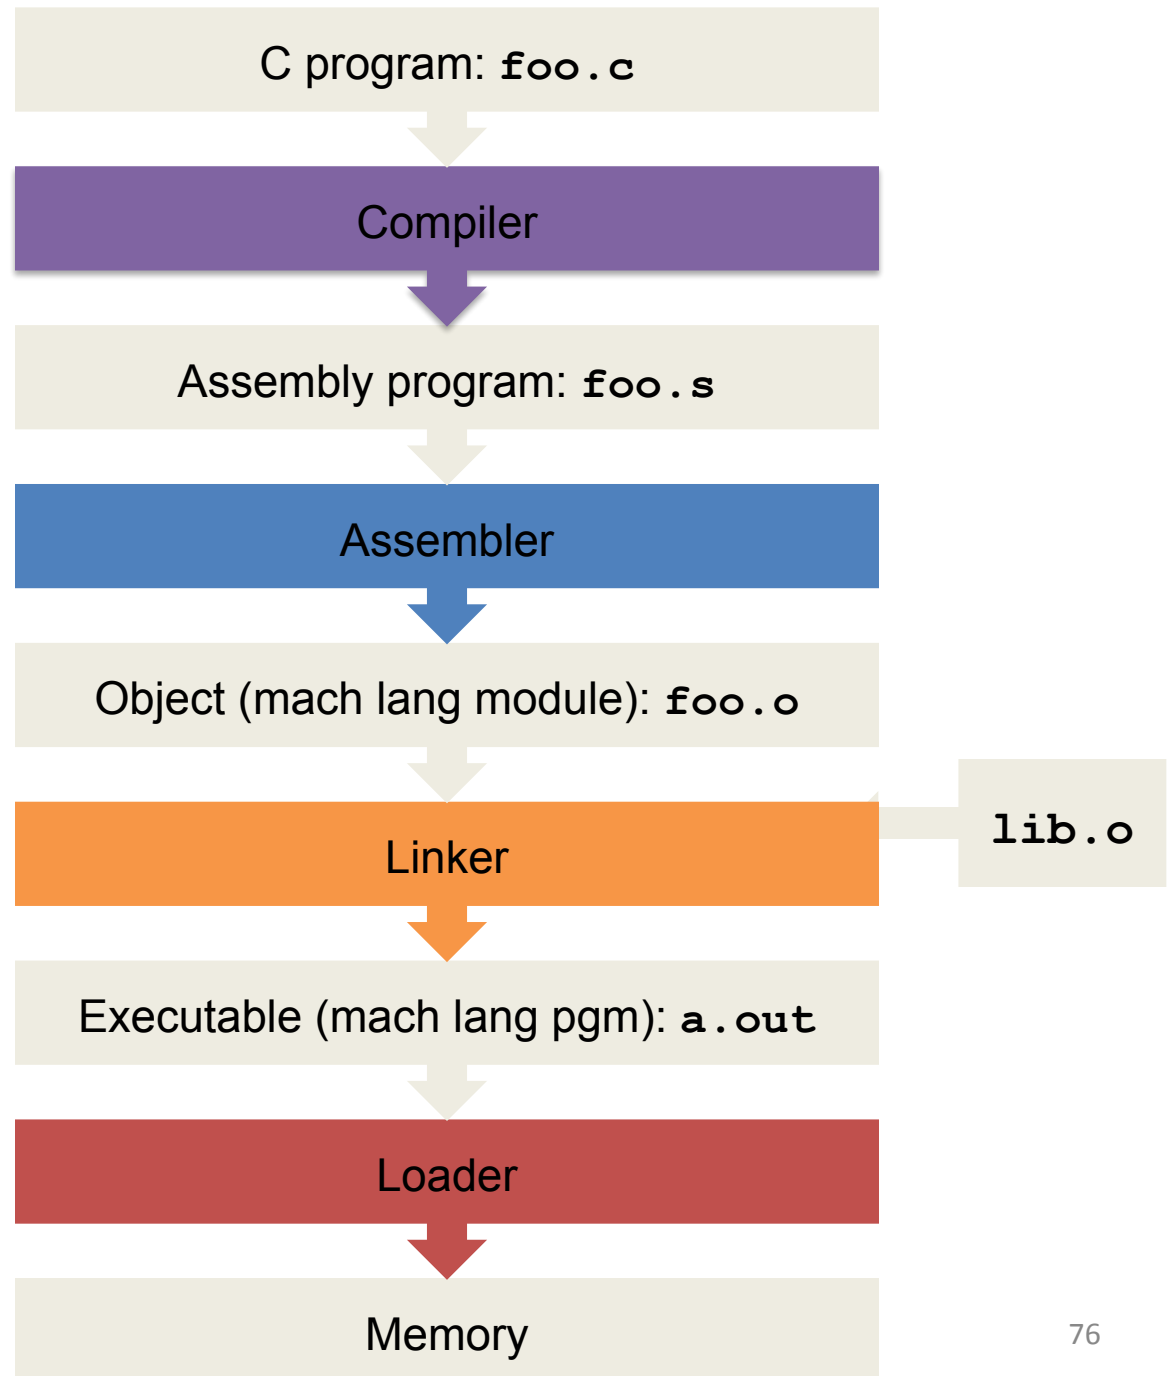 C program: foo.c
Compiler
Assembly program: foo.s
Assembler
Object (mach lang module): foo.o
Linker
lib.o
Executable (mach lang pgm): a.out
Loader
Memory
76